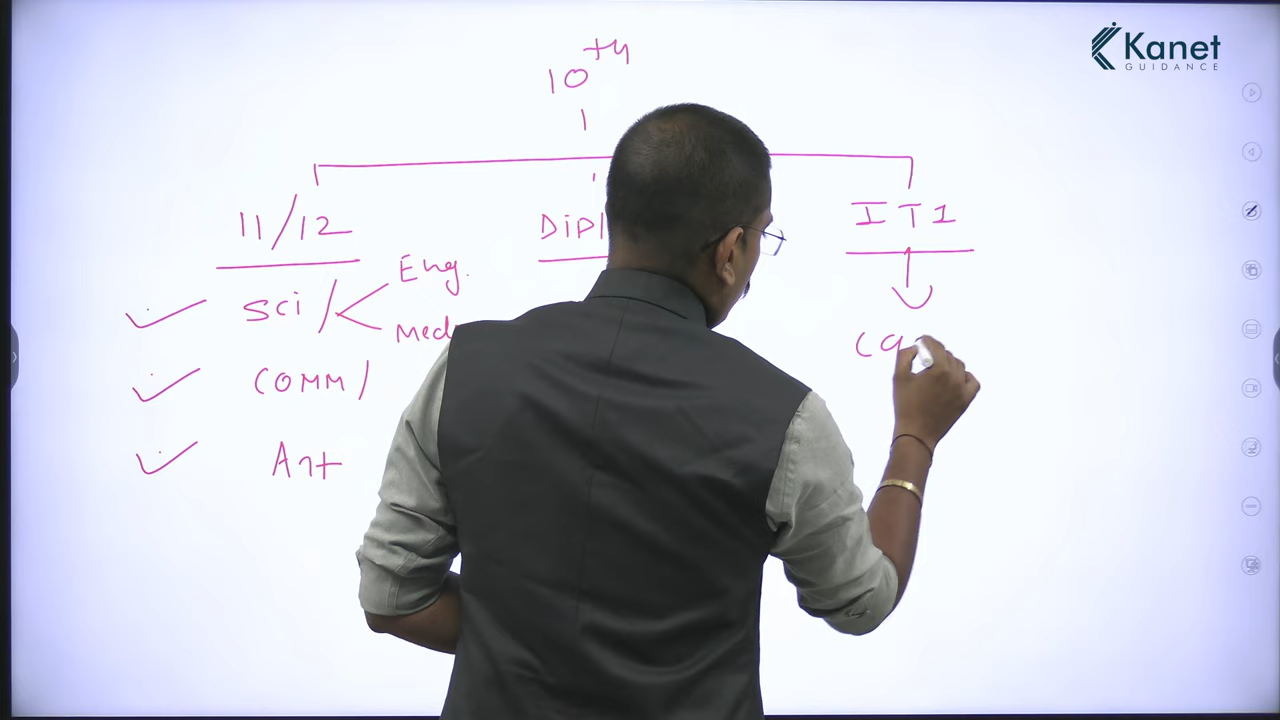 Kanet
GUIDANCE
10th
11/12
DiPl
ITI
Sci /
Eng.
Med
COMM/
Art